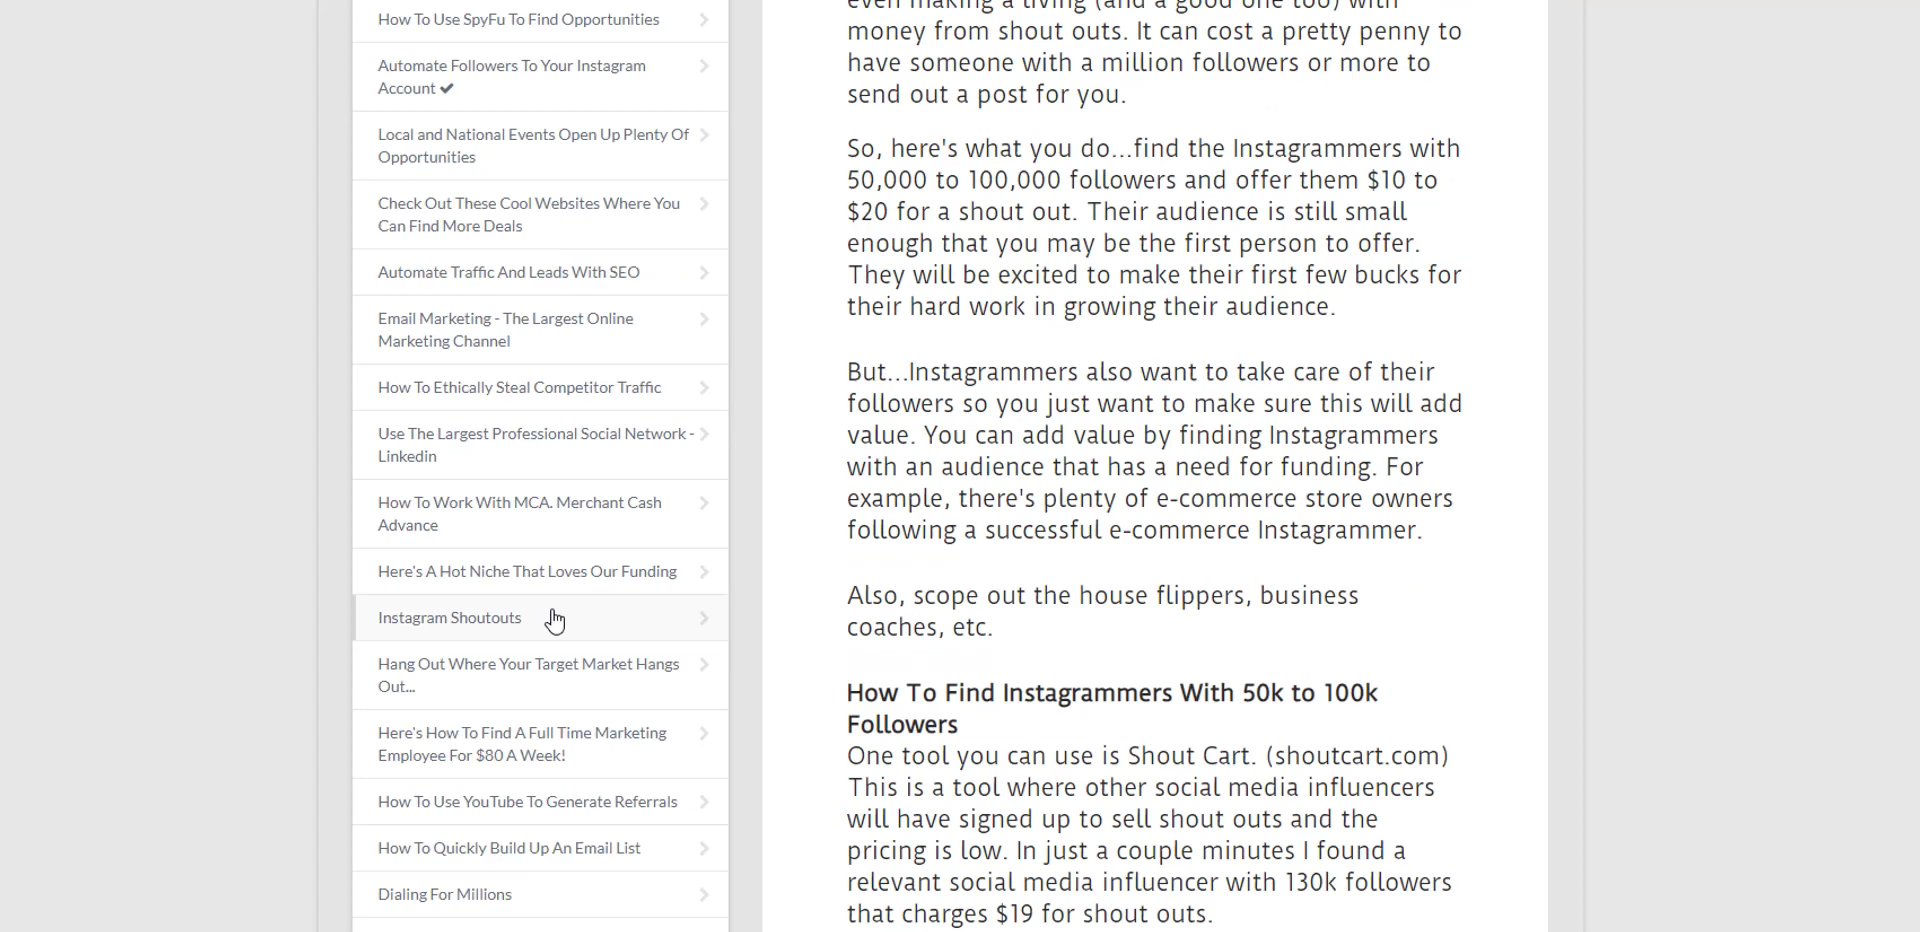 How To Use SpyFu To Find Opportunities
Automate Followers To Your Instagram
Account
Local and National Events Open Up Plenty Of
Opportunities
Check Out These Cool Websites Where You
Can Find More Deals
Automate Traffic And Leads With SEO
Email Marketing - The Largest Online
Marketing Channel
How To Ethically Steal Competitor Traffic
Use The Largest Professional Social Network -
Linkedin
How To Work With MCA. Merchant Cash
Advance
Here's A Hot Niche That Loves Our Funding
Instagram Shoutouts
Hang Out Where Your Target Market Hangs
Out...
Here's How To Find A Full Time Marketing
Employee For $80 A Week!
How To Use YouTube To Generate Referrals
How To Quickly Build Up An Email List
Dialing For Millions
even making a living (and a good one too) with
money from shout outs. It can cost a pretty penny to
have someone with a million followers or more to
send out a post for you.
So, here's what you do...find the Instagrammers with
50,000 to 100,000 followers and offer them $10 to
$20 for a shout out. Their audience is still small
enough that you may be the first person to offer.
They will be excited to make their first few bucks for
their hard work in growing their audience.
But...Instagrammers also want to take care of their
followers so you just want to make sure this will add
value. You can add value by finding Instagrammers
with an audience that has a need for funding. For
example, there's plenty of e-commerce store owners
following a successful e-commerce Instagrammer.
Also, scope out the house flippers, business
coaches, etc.
How To Find Instagrammers With 50k to 100k
Followers
One tool you can use is Shout Cart. (shoutcart.com)
This is a tool where other social media influencers
will have signed up to sell shout outs and the
pricing is low. In just a couple minutes I found a
relevant social media influencer with 130k followers
that charges $19 for shout outs.